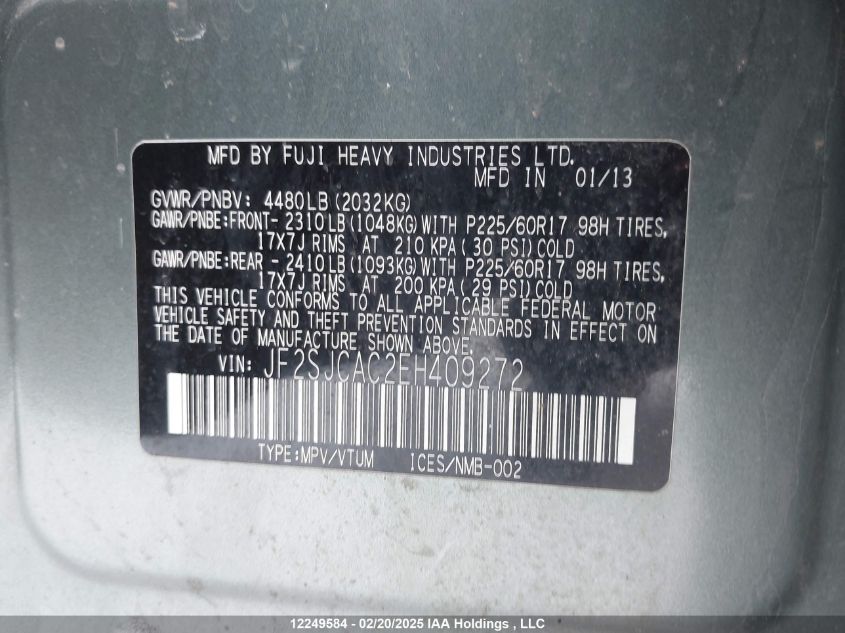 MFD BY FUJI HEAVY INDUSTRIES LTD.
MFD IN 01/13
GVWR/PNBV: 4480LB(2032KG)
GAWR/PNBE:FRONT- 2310LB(1048KG)WITH P225/60R17 98H TIRES,
17X7J RIMS AT 210 KPA( 30 PSI)COLD
GAWR/PNBE:REAR - 2410LB(1093KG)WITH P225/60R17 98H TIRES,
17X7J RIMS AT 200 KPA( 29 PSI)COLD
THIS VEHICLE CONFORMS TO ALL APPLICABLE FEDERAL MOTOR
VEHICLE SAFETY AND THEFT PREVENTION STANDARDS IN EFFECT ON
THE DATE OF MANUFACTURE SHOWN ABOVE.
VIN: JF2SJCAC2EH409272
TYPE:MPV/VTUM ICES/NMB-002
12249584 - 02/20/2025 IAA Holdings , LLC